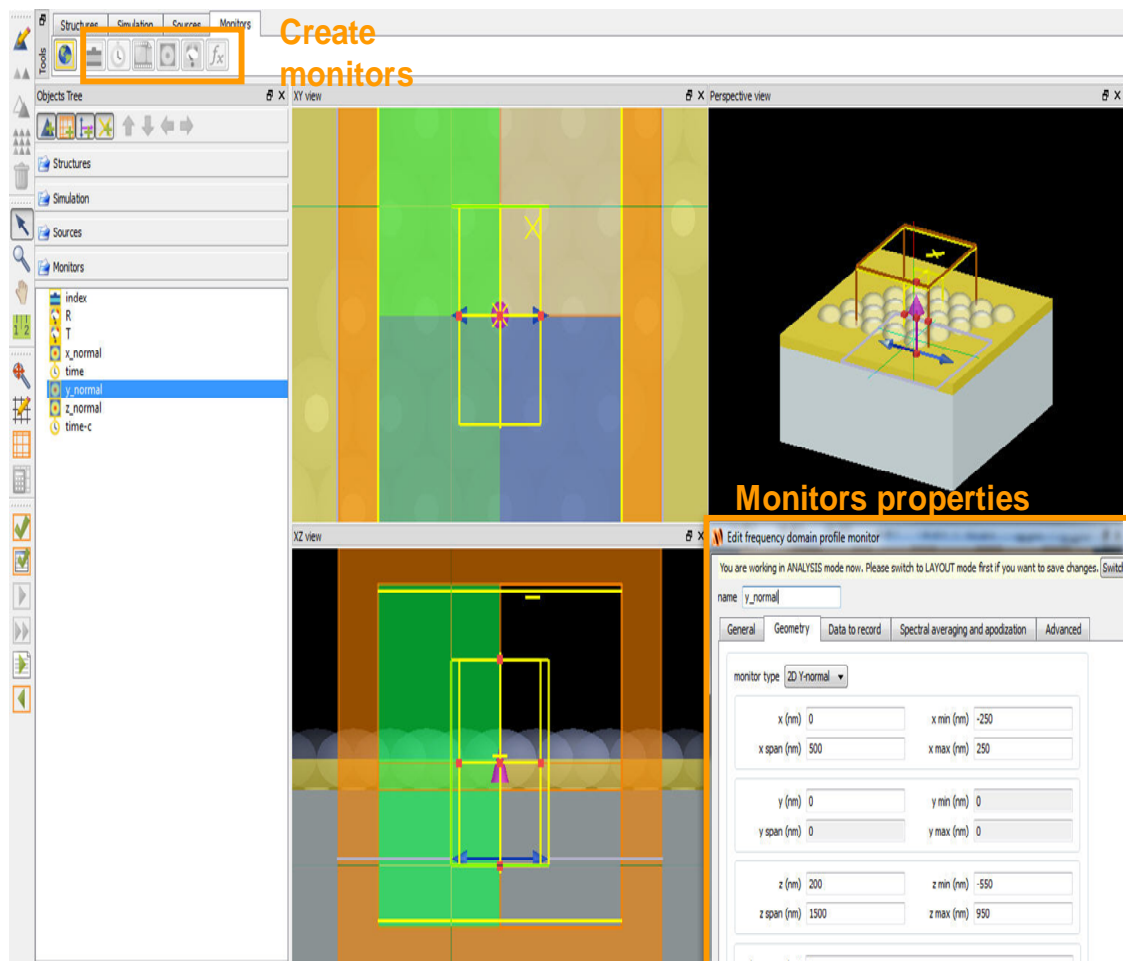 Structures Simulation Sources Monitors
Create
monitors
Tools
fx
Objects Tree
XY view
Perspective view
Structures
Simulation
Sources
Monitors
index
R
T
x_normal
time
y_normal
z_normal
time-c
1 2
XZ view
Monitors properties
Edit frequency domain profile monitor
You are working in ANALYSIS mode now. Please switch to LAYOUT mode first if you want to save changes. Switch
name y_normal
General Geometry Data to record Spectral averaging and apodization Advanced
monitor type 2D Y-normal
x (nm) 0 x min (nm) -250
x span (nm) 500 x max (nm) 250
y (nm) 0 y min (nm) 0
y span (nm) 0 y max (nm) 0
z (nm) 200 z min (nm) -550
z span (nm) 1500 z max (nm) 950